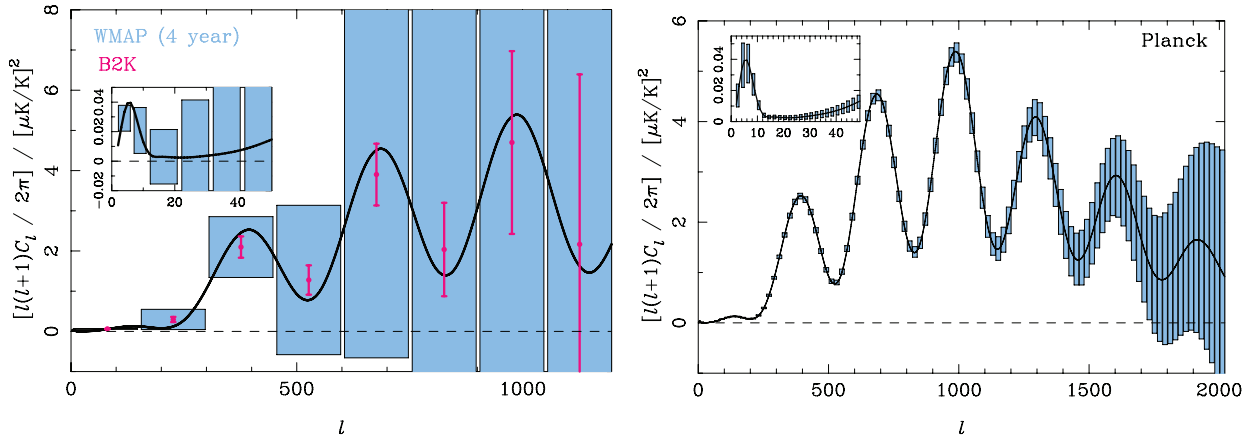 WMAP (4 year)
B2K
[l(l+1)C_l / 2π] / [μK/K]²
8
6
4
2
0
0.04
0.02
0
−0.02
0 20 40
0 500 1000
l
Planck
[l(l+1)C_l / 2π] / [μK/K]²
6
4
2
0
0.04
0.02
0
0 10 20 30 40
0 500 1000 1500 2000
l